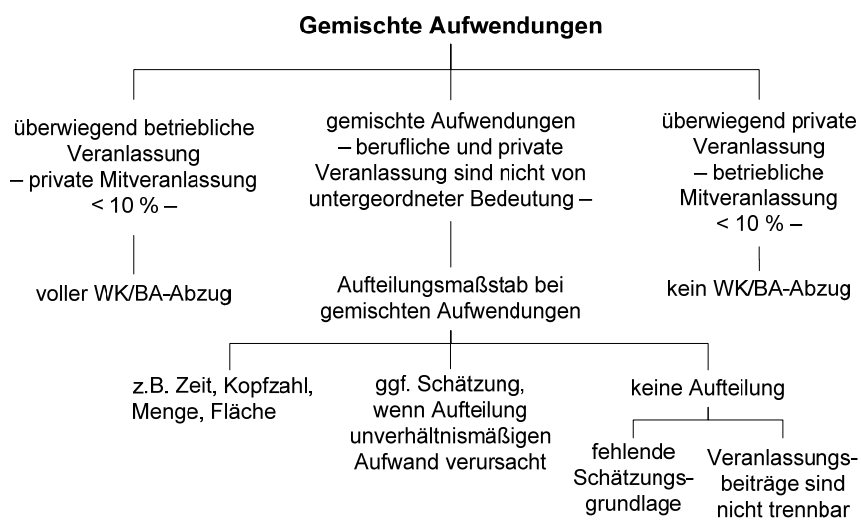 Gemischte Aufwendungen
überwiegend betriebliche
Veranlassung
– private Mitveranlassung
< 10 % –
voller WK/BA–Abzug
gemischte Aufwendungen
– berufliche und private
Veranlassung sind nicht von
untergeordneter Bedeutung –
überwiegend private
Veranlassung
– betriebliche
Mitveranlassung
< 10 % –
kein WK/BA–Abzug
Aufteilungsmaßstab bei
gemischten Aufwendungen
z.B. Zeit, Kopfzahl,
Menge, Fläche
ggf. Schätzung,
wenn Aufteilung
unverhältnismäßigen
Aufwand verursacht
keine Aufteilung
fehlende
Schätzungs–
grundlage
Veranlassungs-
beiträge sind
nicht trennbar